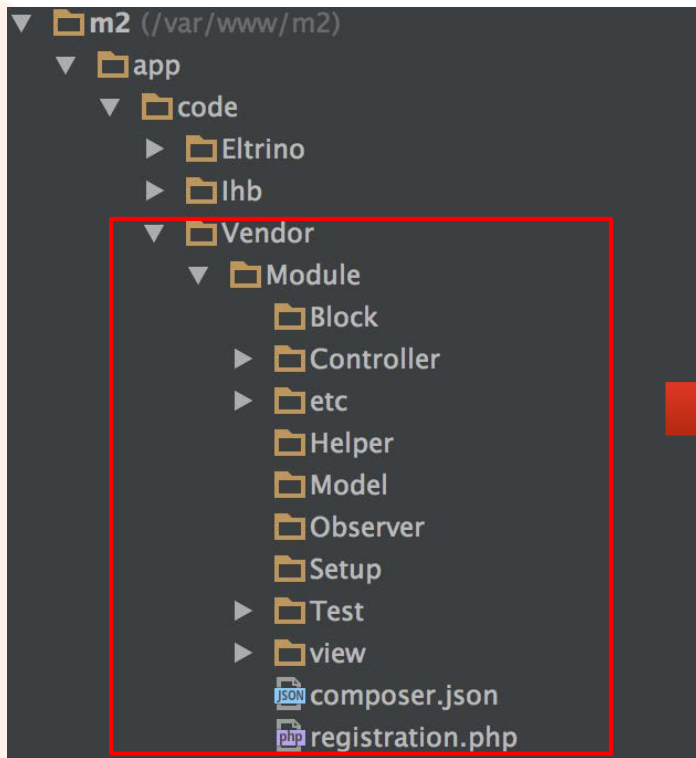 m2 (/var/www/m2)
app
code
Eltrino
Ihb
Vendor
Module
Block
Controller
etc
Helper
Model
Observer
Setup
Test
view
JSON composer.json
php registration.php